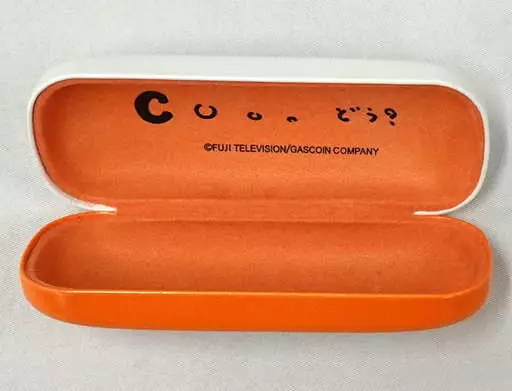 C C C C どう?
©FUJI TELEVISION/GASCOIN COMPANY